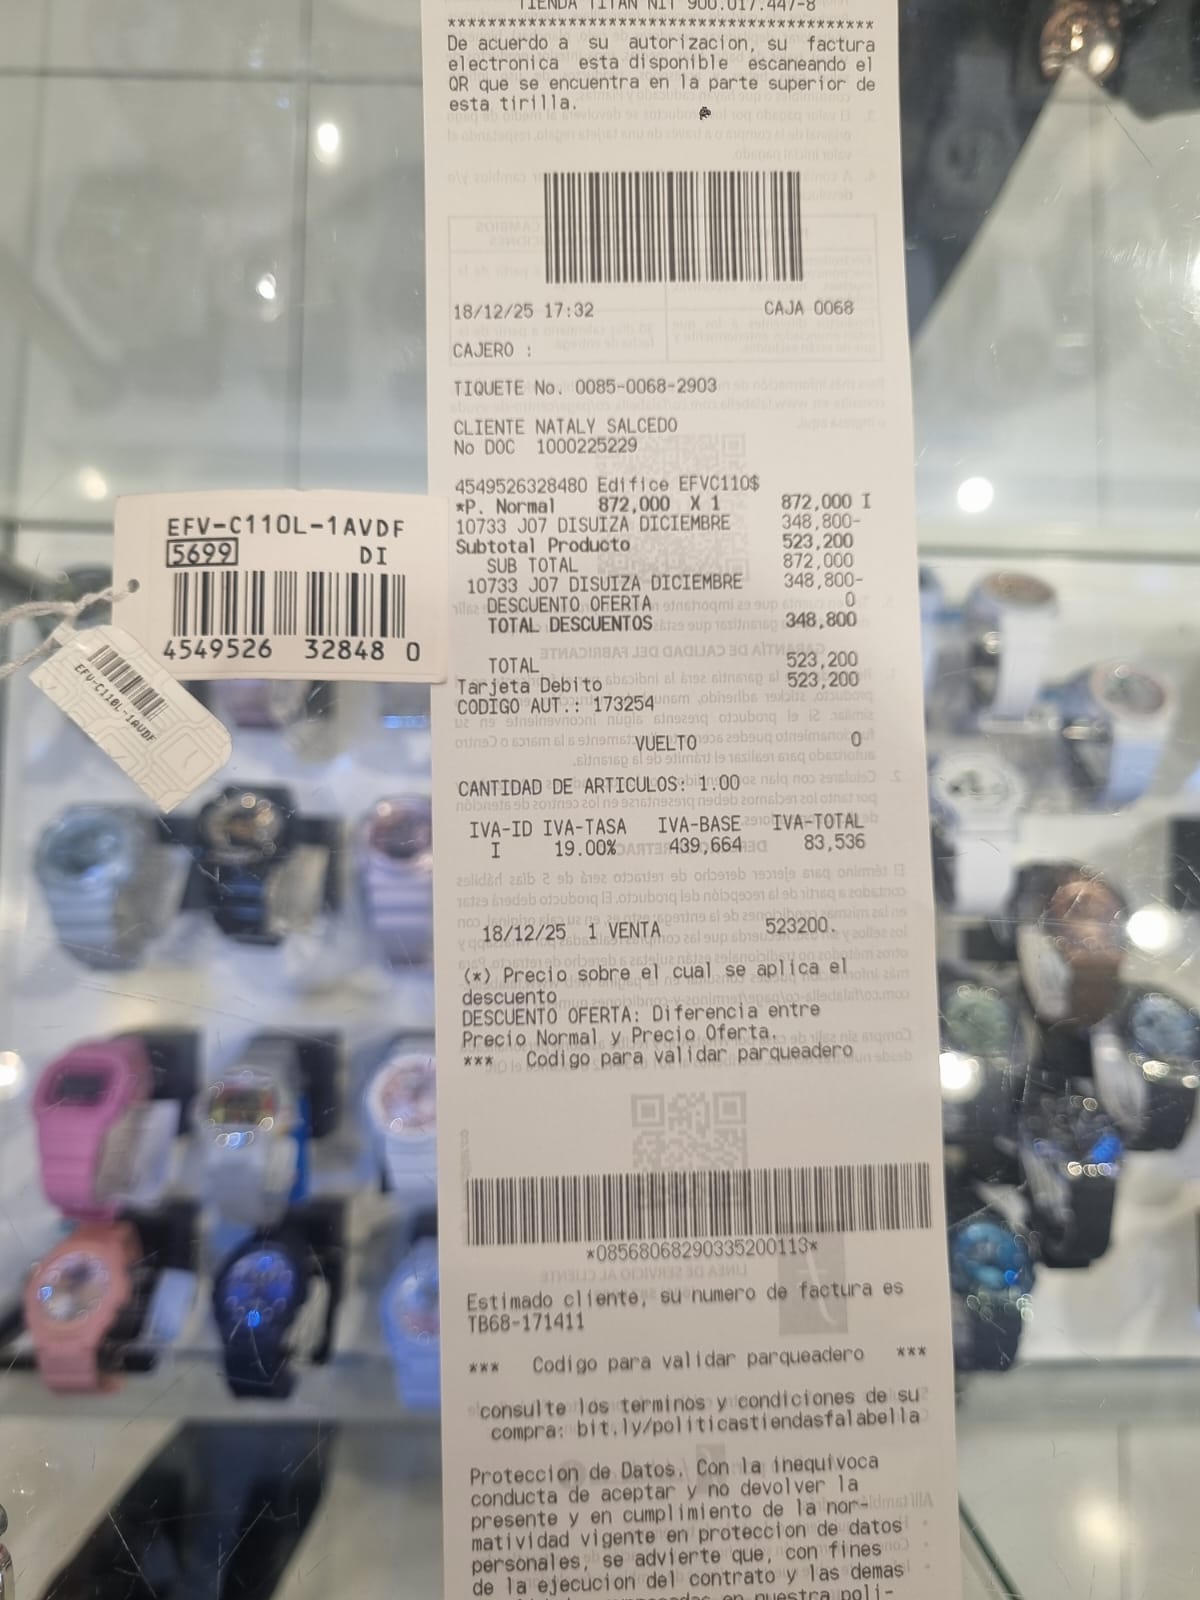 TIENDA TITAN NIT 900.017.447-8
******************************************
De acuerdo a su autorizacion, su factura
electronica esta disponible escaneando el
QR que se encuentra en la parte superior de
esta tirilla.
18/12/25 17:32 CAJA 0068
CAJERO :
TIQUETE No. 0085-0068-2903
CLIENTE NATALY SALCEDO
No DOC 1000225229
4549526328480 Edifice EFVC110$
*P. Normal 872,000 X 1 872,000 I
10733 J07 DISUIZA DICIEMBRE 348,800-
Subtotal Producto 523,200
SUB TOTAL 872,000
10733 J07 DISUIZA DICIEMBRE 348,800-
DESCUENTO OFERTA 0
TOTAL DESCUENTOS 348,800
TOTAL 523,200
Tarjeta Debito 523,200
CODIGO AUT.: 173254
VUELTO 0
CANTIDAD DE ARTICULOS: 1.00
IVA-ID IVA-TASA IVA-BASE IVA-TOTAL
I 19.00% 439,664 83,536
18/12/25 1 VENTA 523200.
(*) Precio sobre el cual se aplica el
descuento
DESCUENTO OFERTA: Diferencia entre
Precio Normal y Precio Oferta.
*** Codigo para validar parqueadero
*08568068290335200113*
Estimado cliente, su numero de factura es
TB68-171411
*** Codigo para validar parqueadero ***
consulte los terminos y condiciones de su
compra: bit.ly/politicastiendasfalabella
Proteccion de Datos. Con la inequivoca
conducta de aceptar y no devolver la
presente y en cumplimiento de la nor-
matividad vigente en proteccion de datos
personales, se advierte que, con fines
de la ejecucion del contrato y las demas
en nuestra poli-
EFV-C110L-1AVDF
5699 DI
4549526 32848 0
EFV-C110L-1AVDF